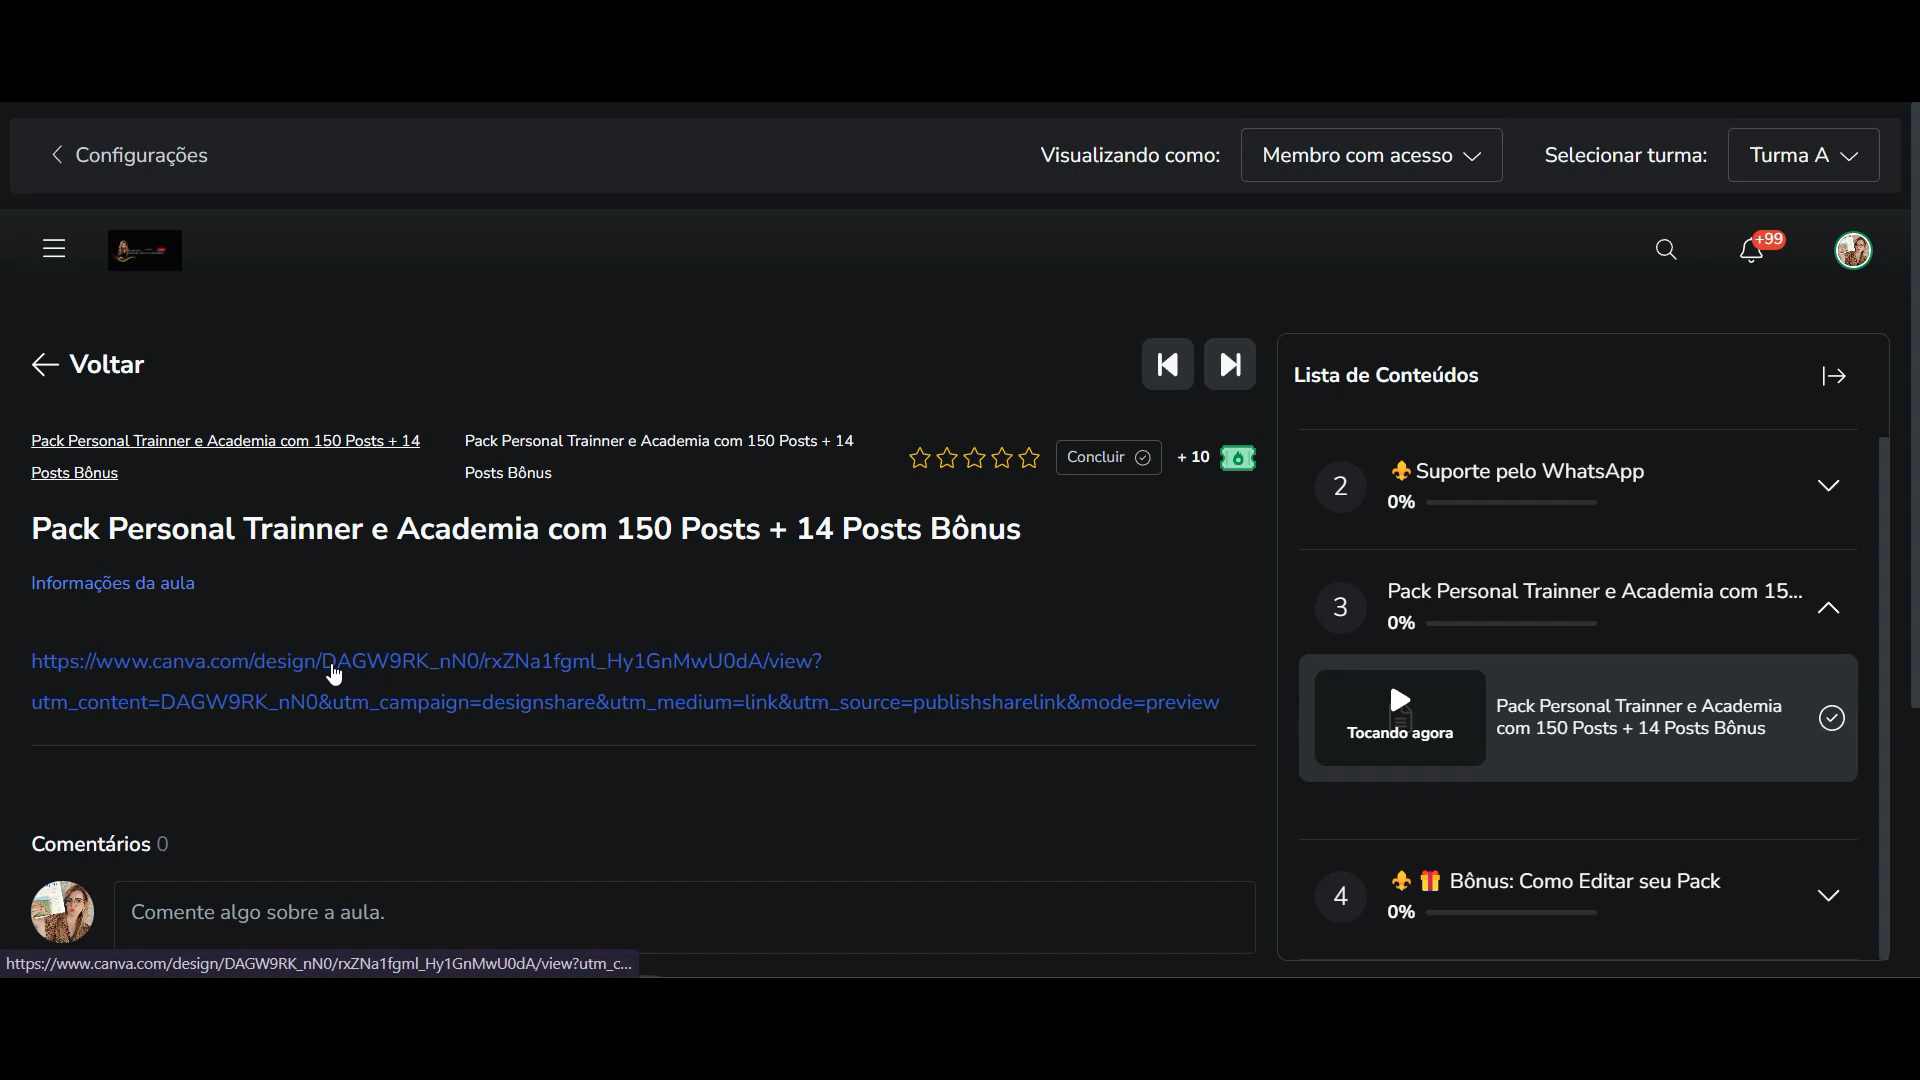 Configurações
Visualizando como:
Membro com acesso
Selecionar turma:
Turma A
+99
Voltar
Pack Personal Trainner e Academia com 150 Posts + 14
Posts Bônus
Pack Personal Trainner e Academia com 150 Posts + 14
Posts Bônus
Concluir
+ 10
Pack Personal Trainner e Academia com 150 Posts + 14 Posts Bônus
Informações da aula
https://www.canva.com/design/DAGW9RK_nN0/rxZNa1fgml_Hy1GnMwU0dA/view?
utm_content=DAGW9RK_nN0&utm_campaign=designshare&utm_medium=link&utm_source=publishsharelink&mode=preview
Comentários 0
Comente algo sobre a aula.
https://www.canva.com/design/DAGW9RK_nN0/rxZNa1fgml_Hy1GnMwU0dA/view?utm_c...
Lista de Conteúdos
2
⚜️Suporte pelo WhatsApp
0%
3
Pack Personal Trainner e Academia com 15...
0%
Tocando agora
Pack Personal Trainner e Academia
com 150 Posts + 14 Posts Bônus
4
⚜️ 🎁 Bônus: Como Editar seu Pack
0%